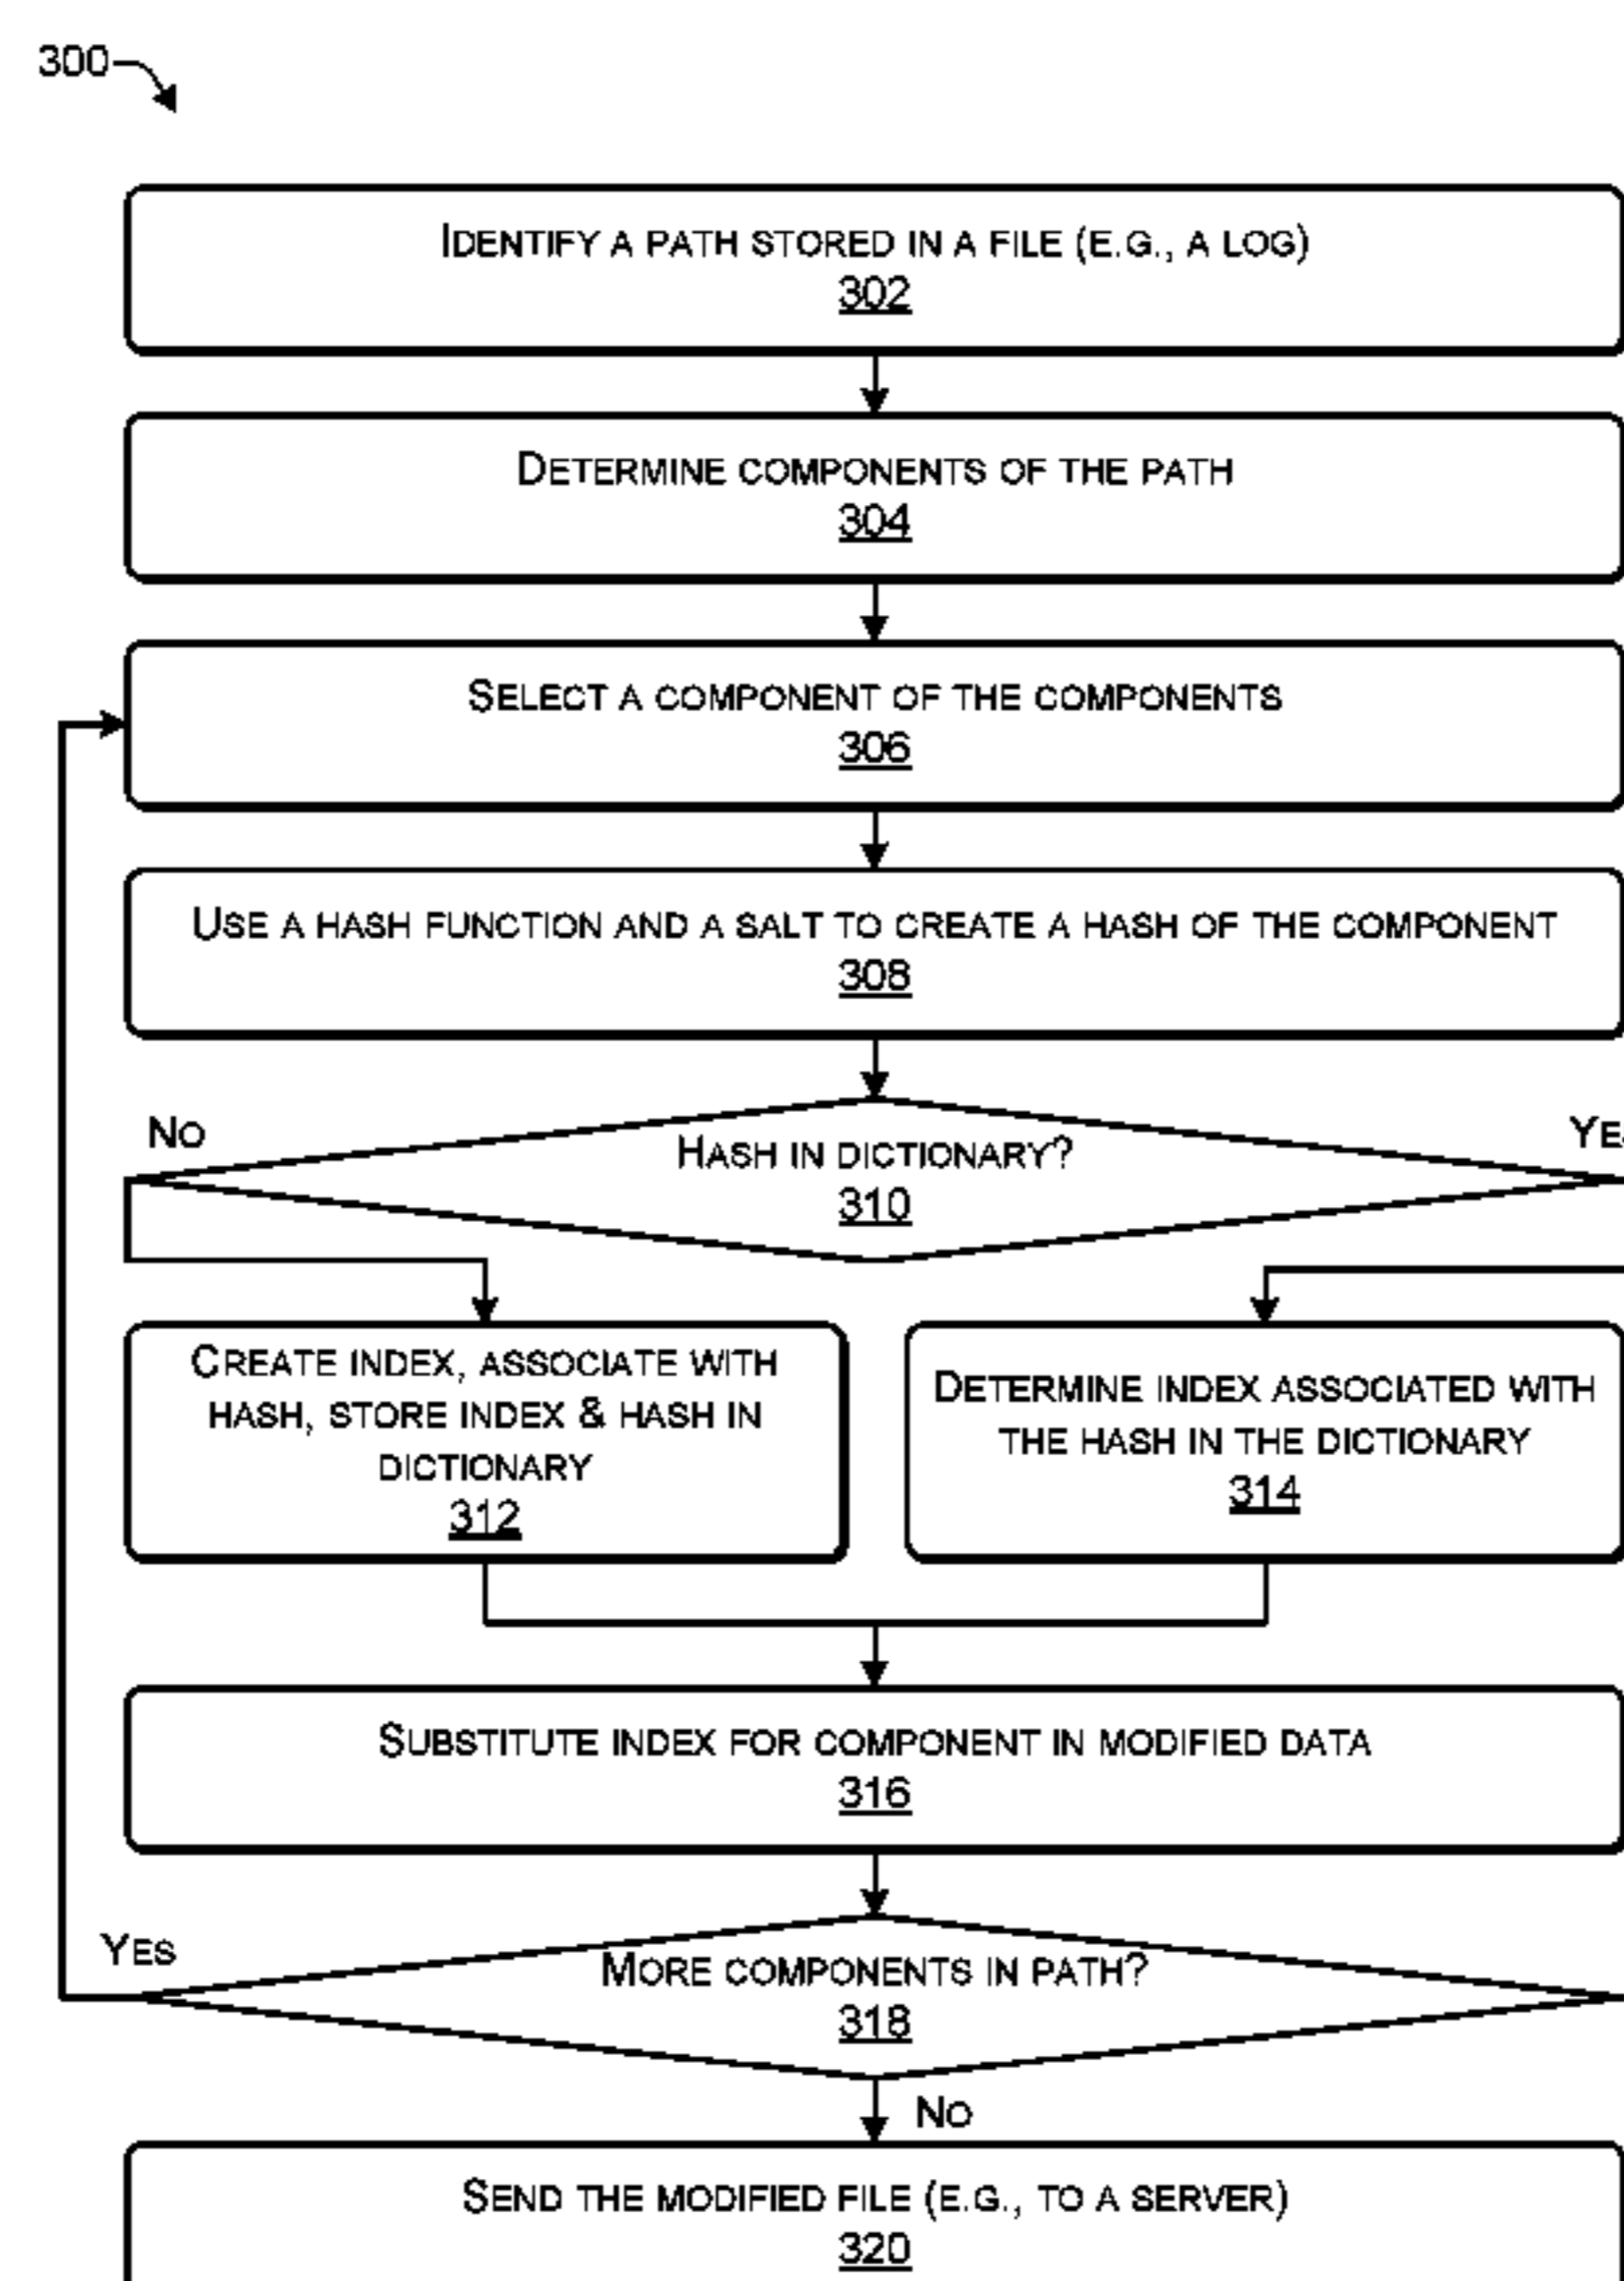 300
IDENTIFY A PATH STORED IN A FILE (E.G., A LOG)
302
DETERMINE COMPONENTS OF THE PATH
304
SELECT A COMPONENT OF THE COMPONENTS
306
USE A HASH FUNCTION AND A SALT TO CREATE A HASH OF THE COMPONENT
308
NO
HASH IN DICTIONARY?
310
CREATE INDEX, ASSOCIATE WITH
HASH, STORE INDEX & HASH IN
DICTIONARY
312
DETERMINE INDEX ASSOCIATED WITH
THE HASH IN THE DICTIONARY
314
SUBSTITUTE INDEX FOR COMPONENT IN MODIFIED DATA
316
YES
MORE COMPONENTS IN PATH?
318
NO
SEND THE MODIFIED FILE (E.G., TO A SERVER)
320